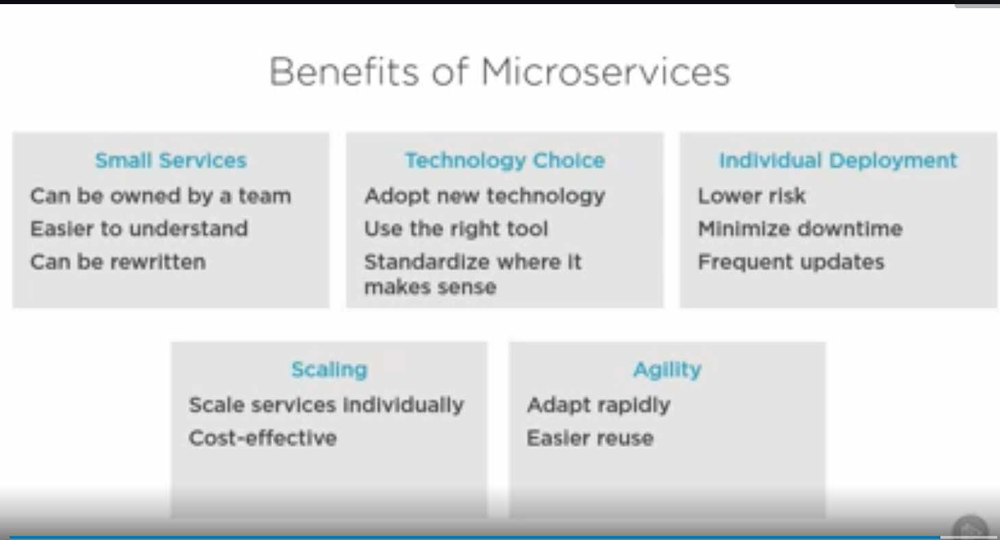 Benefits of Microservices
Small Services
Can be owned by a team
Easier to understand
Can be rewritten
Technology Choice
Adopt new technology
Use the right tool
Standardize where it
makes sense
Individual Deployment
Lower risk
Minimize downtime
Frequent updates
Scaling
Scale services individually
Cost-effective
Agility
Adapt rapidly
Easier reuse